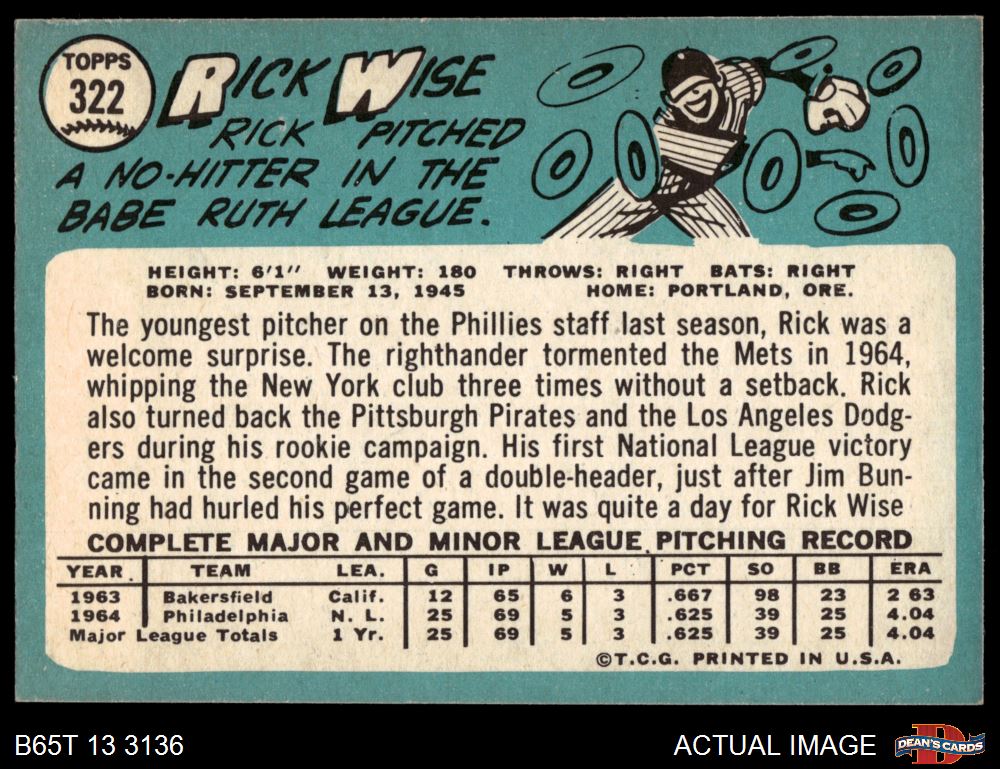 TOPPS
322
RICK WISE
RICK PITCHED
A NO-HITTER IN THE
BABE RUTH LEAGUE.
0 0 0 0 0 0 0 0
HEIGHT: 6'1" WEIGHT: 180 THROWS: RIGHT BATS: RIGHT
BORN: SEPTEMBER 13, 1945 HOME: PORTLAND, ORE.
The youngest pitcher on the Phillies staff last season, Rick was a
welcome surprise. The righthander tormented the Mets in 1964,
whipping the New York club three times without a setback. Rick
also turned back the Pittsburgh Pirates and the Los Angeles Dodg-
ers during his rookie campaign. His first National League victory
came in the second game of a double-header, just after Jim Bun-
ning had hurled his perfect game. It was quite a day for Rick Wise
COMPLETE MAJOR AND MINOR LEAGUE PITCHING RECORD
YEAR TEAM LEA. G IP W L PCT SO BB ERA
1963 Bakersfield Calif. 12 65 6 3 .667 98 23 2 63
1964 Philadelphia N. L. 25 69 5 3 .625 39 25 4.04
Major League Totals 1 Yr. 25 69 5 3 .625 39 25 4.04
©T.C.G. PRINTED IN U.S.A.
B65T 13 3136
ACTUAL IMAGE
D
DEAN'S CARDS